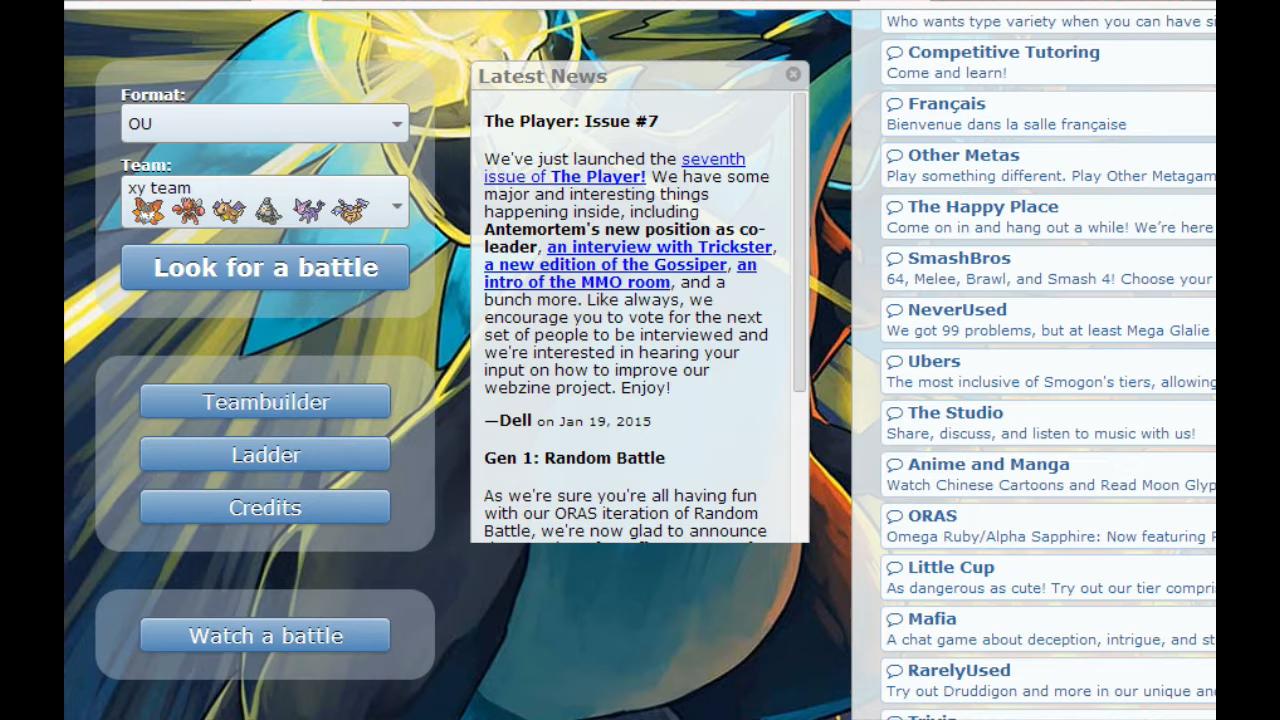 Format:
OU
Team:
xy team
Look for a battle
Teambuilder
Ladder
Credits
Watch a battle
Latest News
The Player: Issue #7
We've just launched the seventh
issue of The Player! We have some
major and interesting things
happening inside, including
Antemortem's new position as co-
leader, an interview with Trickster,
a new edition of the Gossiper, an
intro of the MMO room, and a
bunch more. Like always, we
encourage you to vote for the next
set of people to be interviewed and
we're interested in hearing your
input on how to improve our
webzine project. Enjoy!
—Dell on Jan 19, 2015
Gen 1: Random Battle
As we're sure you're all having fun
with our ORAS iteration of Random
Battle, we're now glad to announce
Who wants type variety when you can have si
Competitive Tutoring
Come and learn!
Français
Bienvenue dans la salle française
Other Metas
Play something different. Play Other Metagam
The Happy Place
Come on in and hang out a while! We're here
SmashBros
64, Melee, Brawl, and Smash 4! Choose your
NeverUsed
We got 99 problems, but at least Mega Glalie
Ubers
The most inclusive of Smogon's tiers, allowing
The Studio
Share, discuss, and listen to music with us!
Anime and Manga
Watch Chinese Cartoons and Read Moon Glyp
ORAS
Omega Ruby/Alpha Sapphire: Now featuring
Little Cup
As dangerous as cute! Try out our tier compri
Mafia
A chat game about deception, intrigue, and st
RarelyUsed
Try out Druddigon and more in our unique and